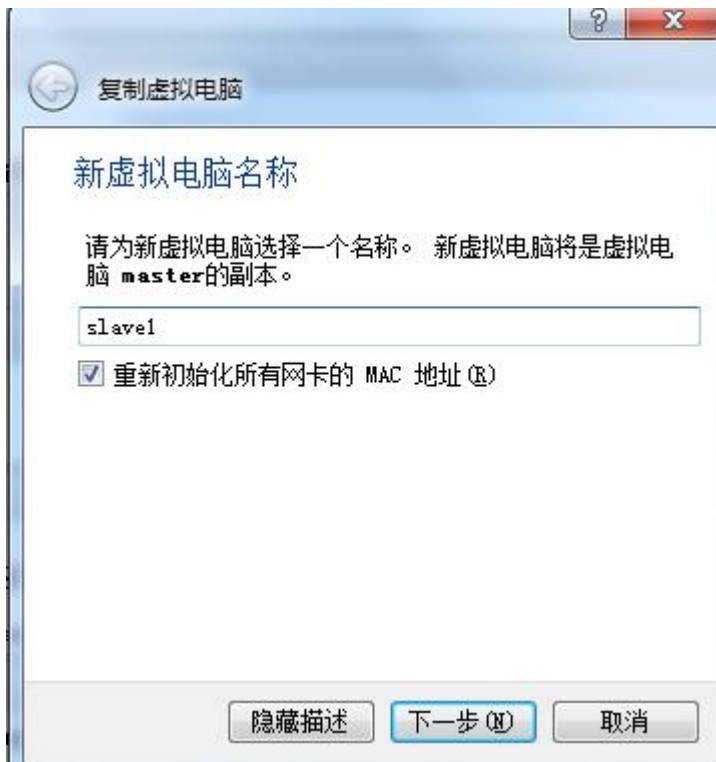 ?
x
复制虚拟电脑
新虚拟电脑名称
请为新虚拟电脑选择一个名称。 新虚拟电脑将是虚拟电
脑 master的副本。
slave1
重新初始化所有网卡的 MAC 地址(R)
隐藏描述 下一步(N) 取消